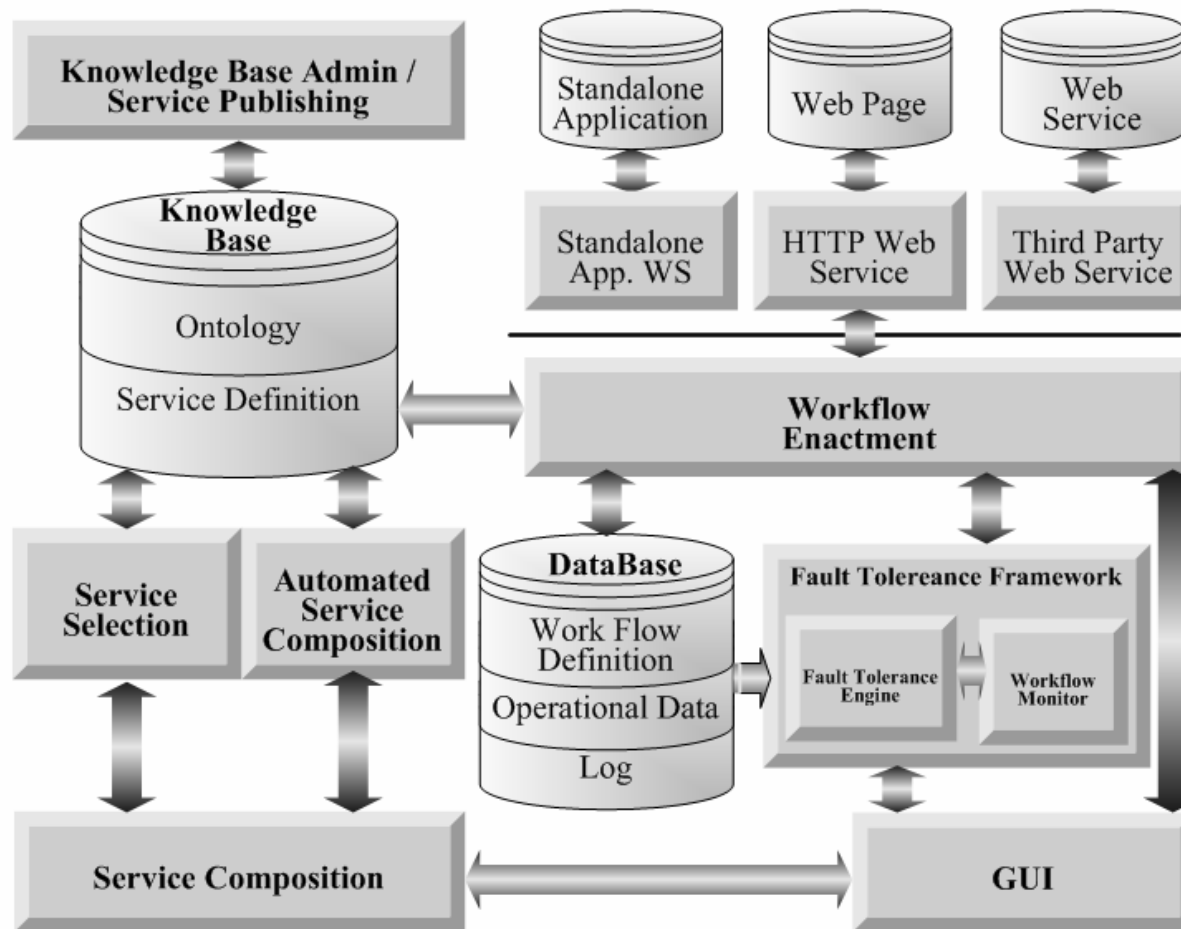 Knowledge Base Admin /
Service Publishing
Standalone
Application
Web Page
Web
Service
Knowledge
Base
Ontology
Service Definition
Standalone
App. WS
HTTP Web
Service
Third Party
Web Service
Workflow
Enactment
Service
Selection
Automated
Service
Composition
DataBase
Work Flow
Definition
Operational Data
Log
Fault Tolereance Framework
Fault Tolerance
Engine
Workflow
Monitor
Service Composition
GUI